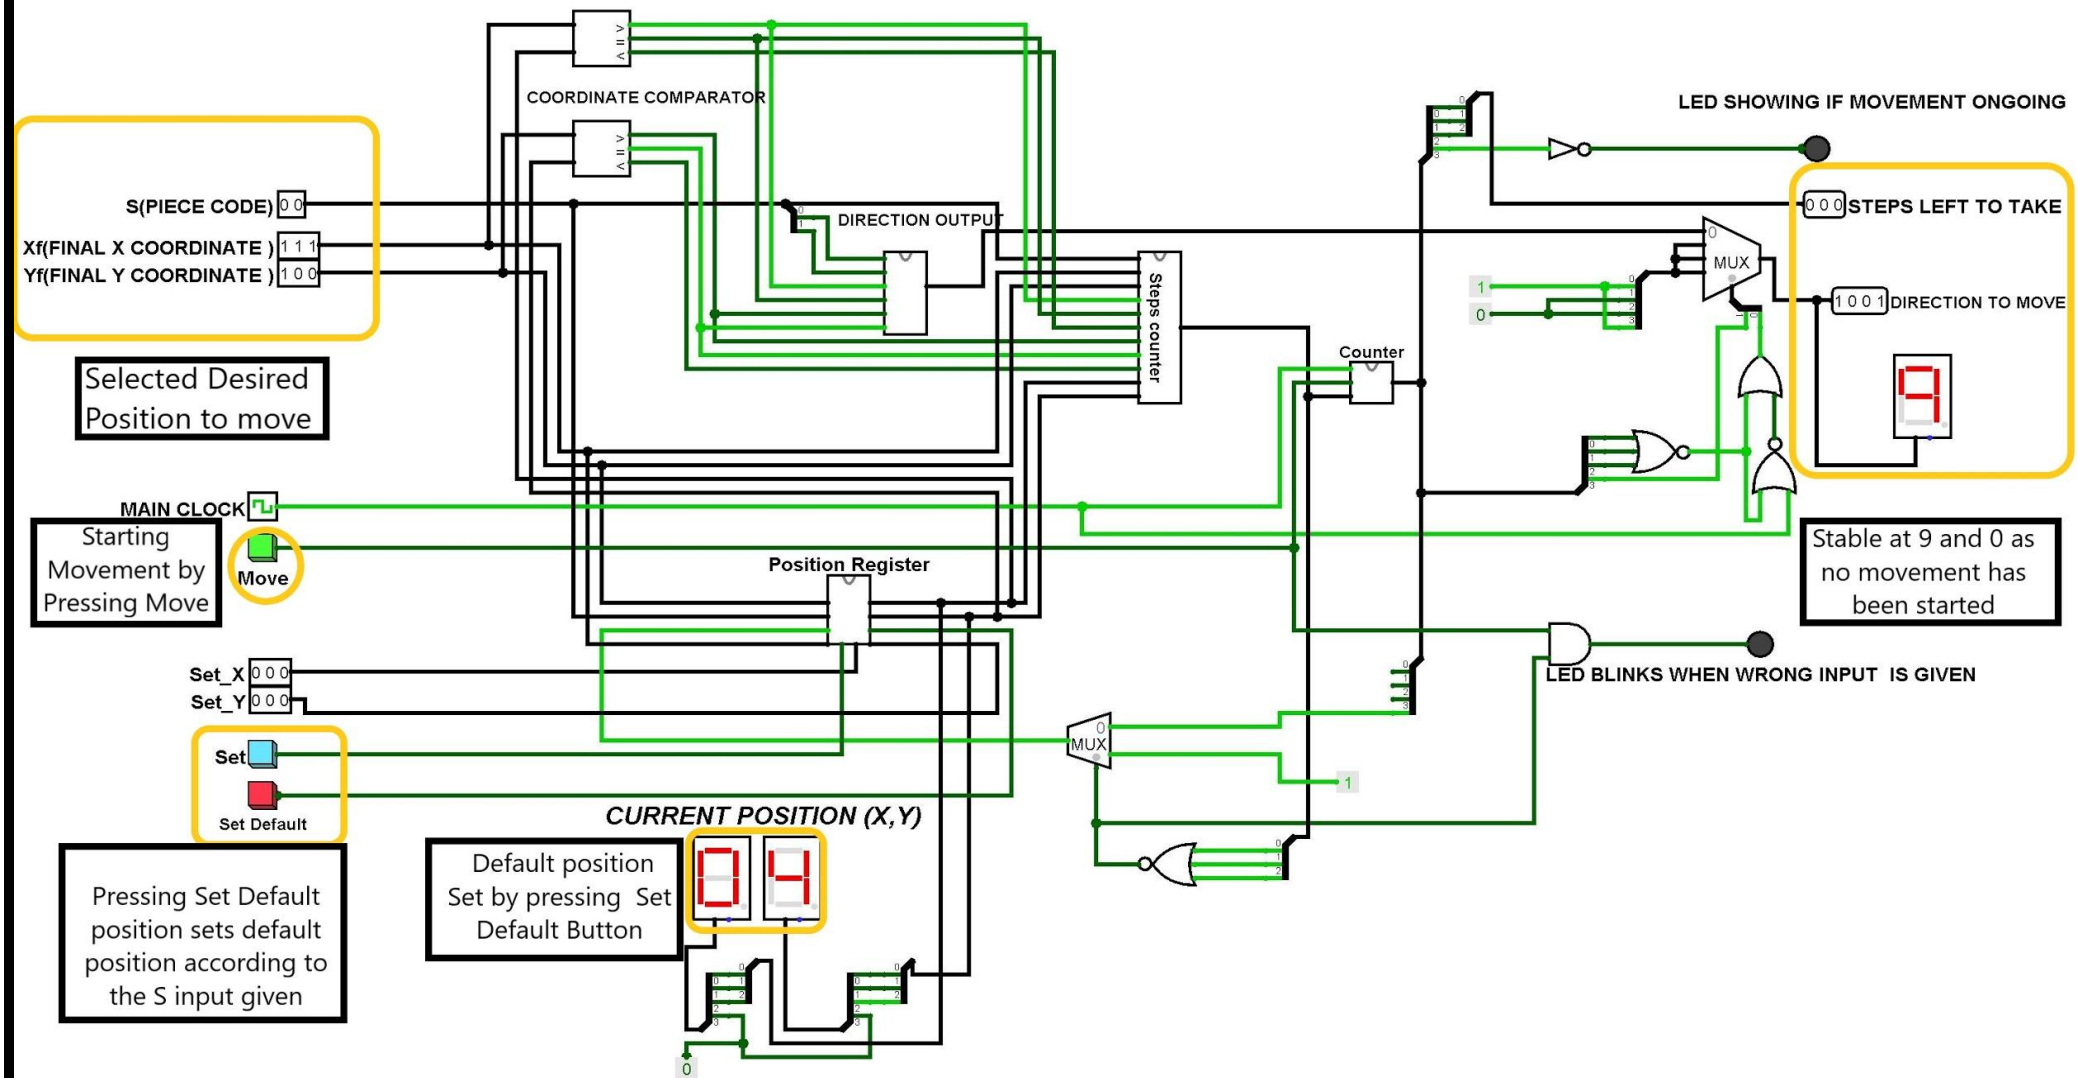 >
=
<
COORDINATE COMPARATOR
>
=
<
LED SHOWING IF MOVEMENT ONGOING
S(PIECE CODE) 0 0
DIRECTION OUTPUT
0 0 0 STEPS LEFT TO TAKE
Xf(FINAL X COORDINATE ) 1 1 1
Yf(FINAL Y COORDINATE ) 1 0 0
Steps counter
0
MUX
1
0
1 0 0 1 DIRECTION TO MOVE
Counter
9
Selected Desired
Position to move
MAIN CLOCK
Starting
Movement by
Pressing Move
Move
Position Register
Stable at 9 and 0 as
no movement has
been started
Set_X 0 0 0
Set_Y 0 0 0
LED BLINKS WHEN WRONG INPUT IS GIVEN
0
MUX
1
Set
Set Default
CURRENT POSITION (X,Y)
0 4
Default position
Set by pressing Set
Default Button
Pressing Set Default
position sets default
position according to
the S input given
0